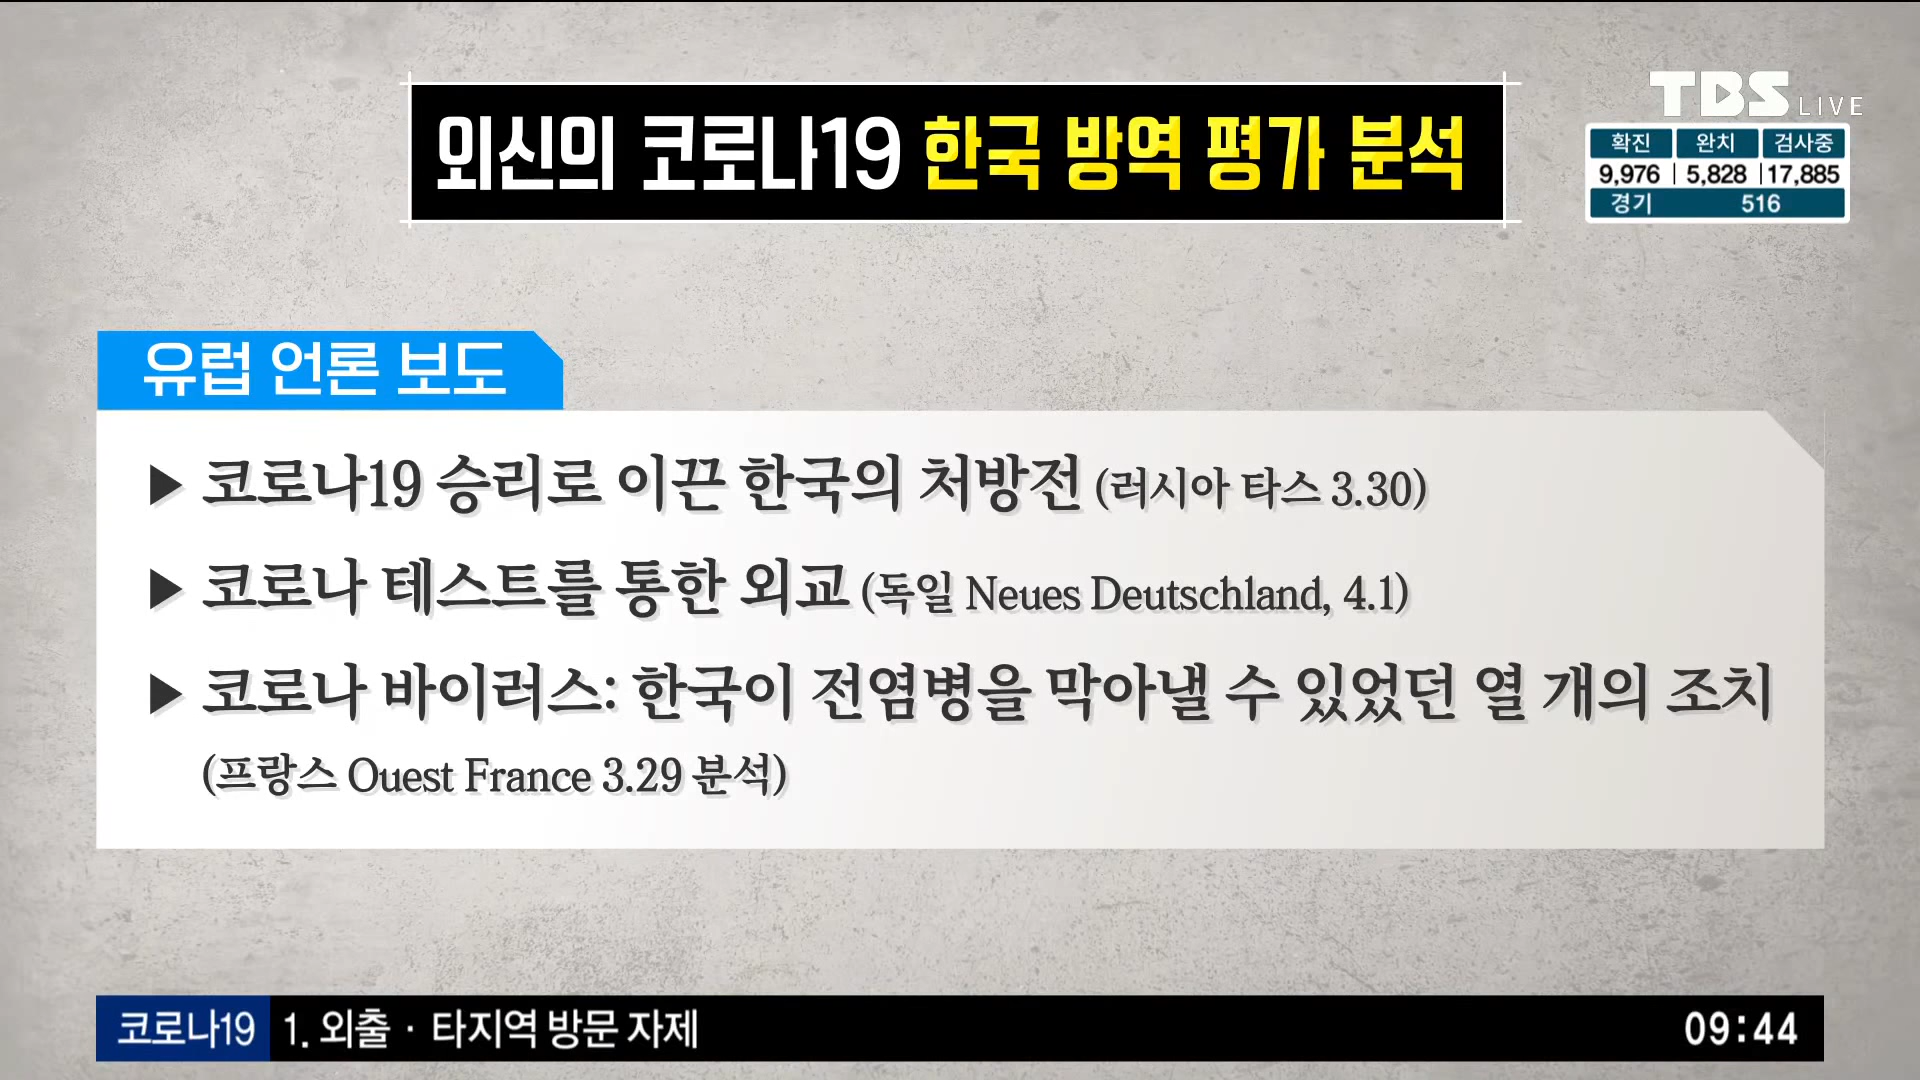 외신의 코로나19 한국 방역 평가 분석
TBS LIVE
확진 완치 검사중
9,976 5,828 17,885
경기 516
유럽 언론 보도
▶ 코로나19 승리로 이끈 한국의 처방전 (러시아 타스 3.30)
▶ 코로나 테스트를 통한 외교 (독일 Neues Deutschland, 4.1)
▶ 코로나 바이러스: 한국이 전염병을 막아낼 수 있었던 열 개의 조치
(프랑스 Ouest France 3.29 분석)
코로나19 1. 외출 · 타지역 방문 자제 09:44